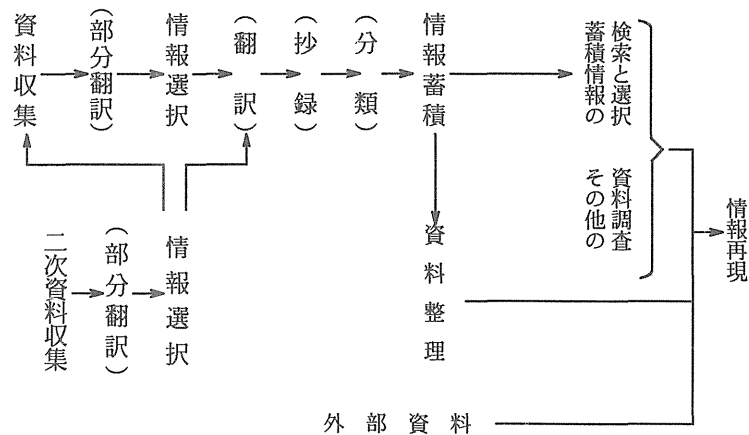 資料収集
（部分翻訳）
情報選択
（翻訳）
（抄録）
（分類）
情報蓄積
蓄積情報の
検索と選択
その他の
資料調査
情報再現
二次資料収集
（部分翻訳）
情報選択
資料整理
外部資料